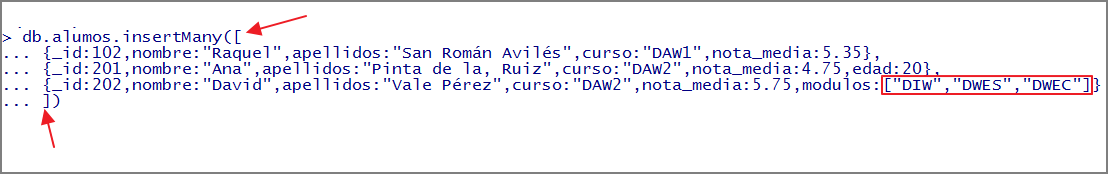 > db.alumos.insertMany([
... {_id:102,nombre:"Raquel",apellidos:"San Román Avilés",curso:"DAW1",nota_media:5.35},
... {_id:201,nombre:"Ana",apellidos:"Pinta de la, Ruiz",curso:"DAW2",nota_media:4.75,edad:20},
... {_id:202,nombre:"David",apellidos:"Vale Pérez",curso:"DAW2",nota_media:5.75,modulos:["DIW","DWES","DWEC"]}
... ])